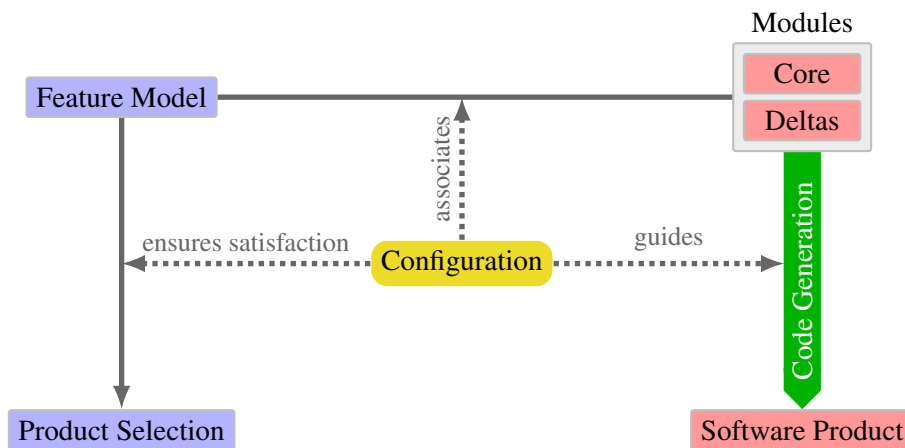 Modules
Core
Feature Model
Deltas
associates
ensures satisfaction
guides
Configuration
Code Generation
Product Selection
Software Product